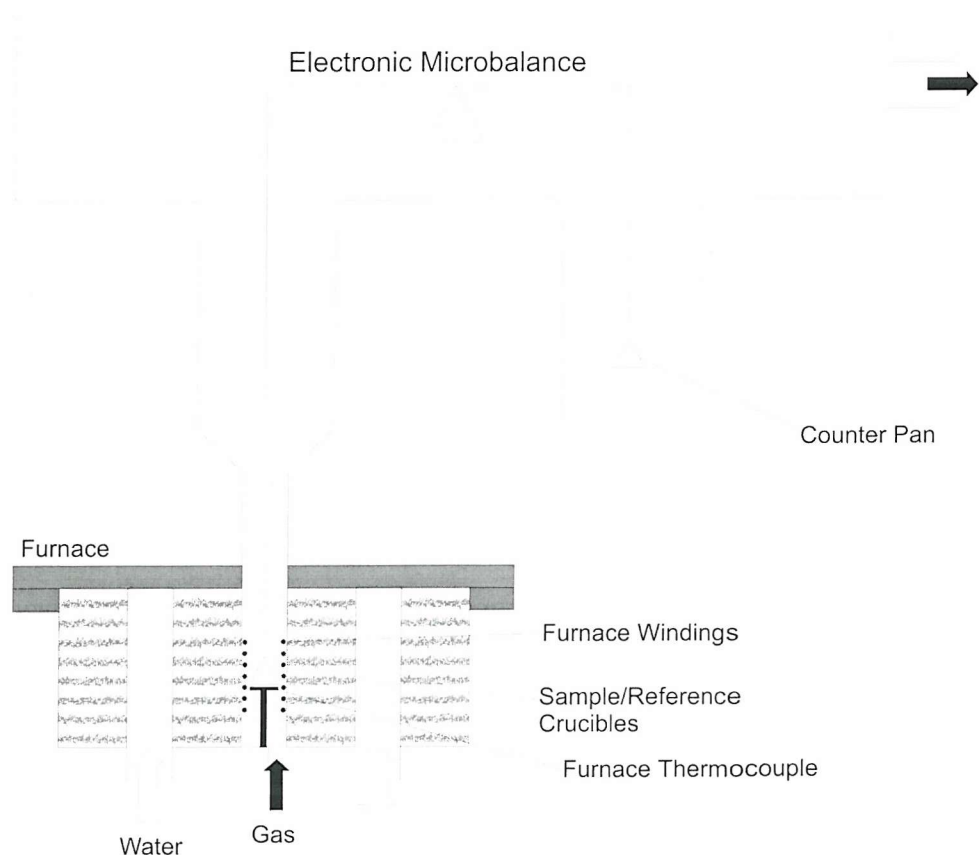 Electronic Microbalance
Counter Pan
Furnace
Furnace Windings
Sample/Reference
Crucibles
Furnace Thermocouple
Gas
Water